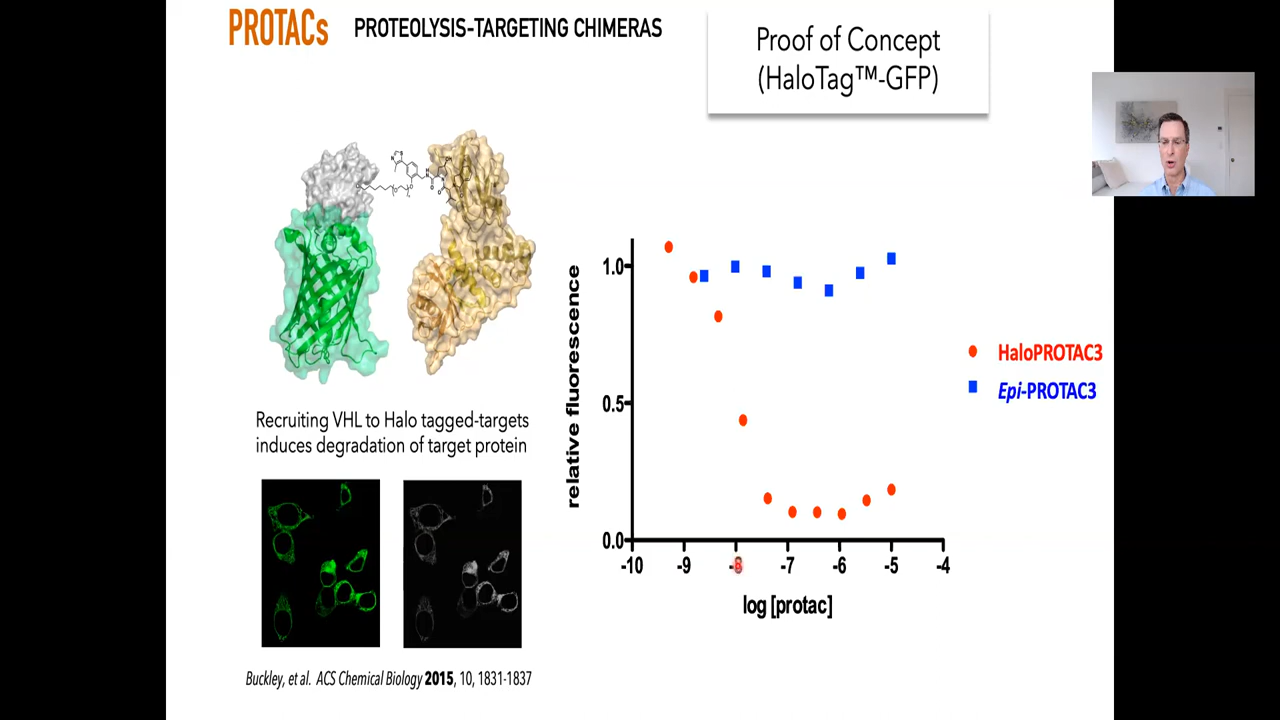 PROTACs PROTEOLYSIS-TARGETING CHIMERAS
Proof of Concept
(HaloTag™-GFP)
Recruiting VHL to Halo tagged-targets
induces degradation of target protein
Buckley, et al. ACS Chemical Biology 2015, 10, 1831-1837
relative fluorescence
1.0
0.5
0.0
-10 -9 -8 -7 -6 -5 -4
log [protac]
HaloPROTAC3
Epi-PROTAC3